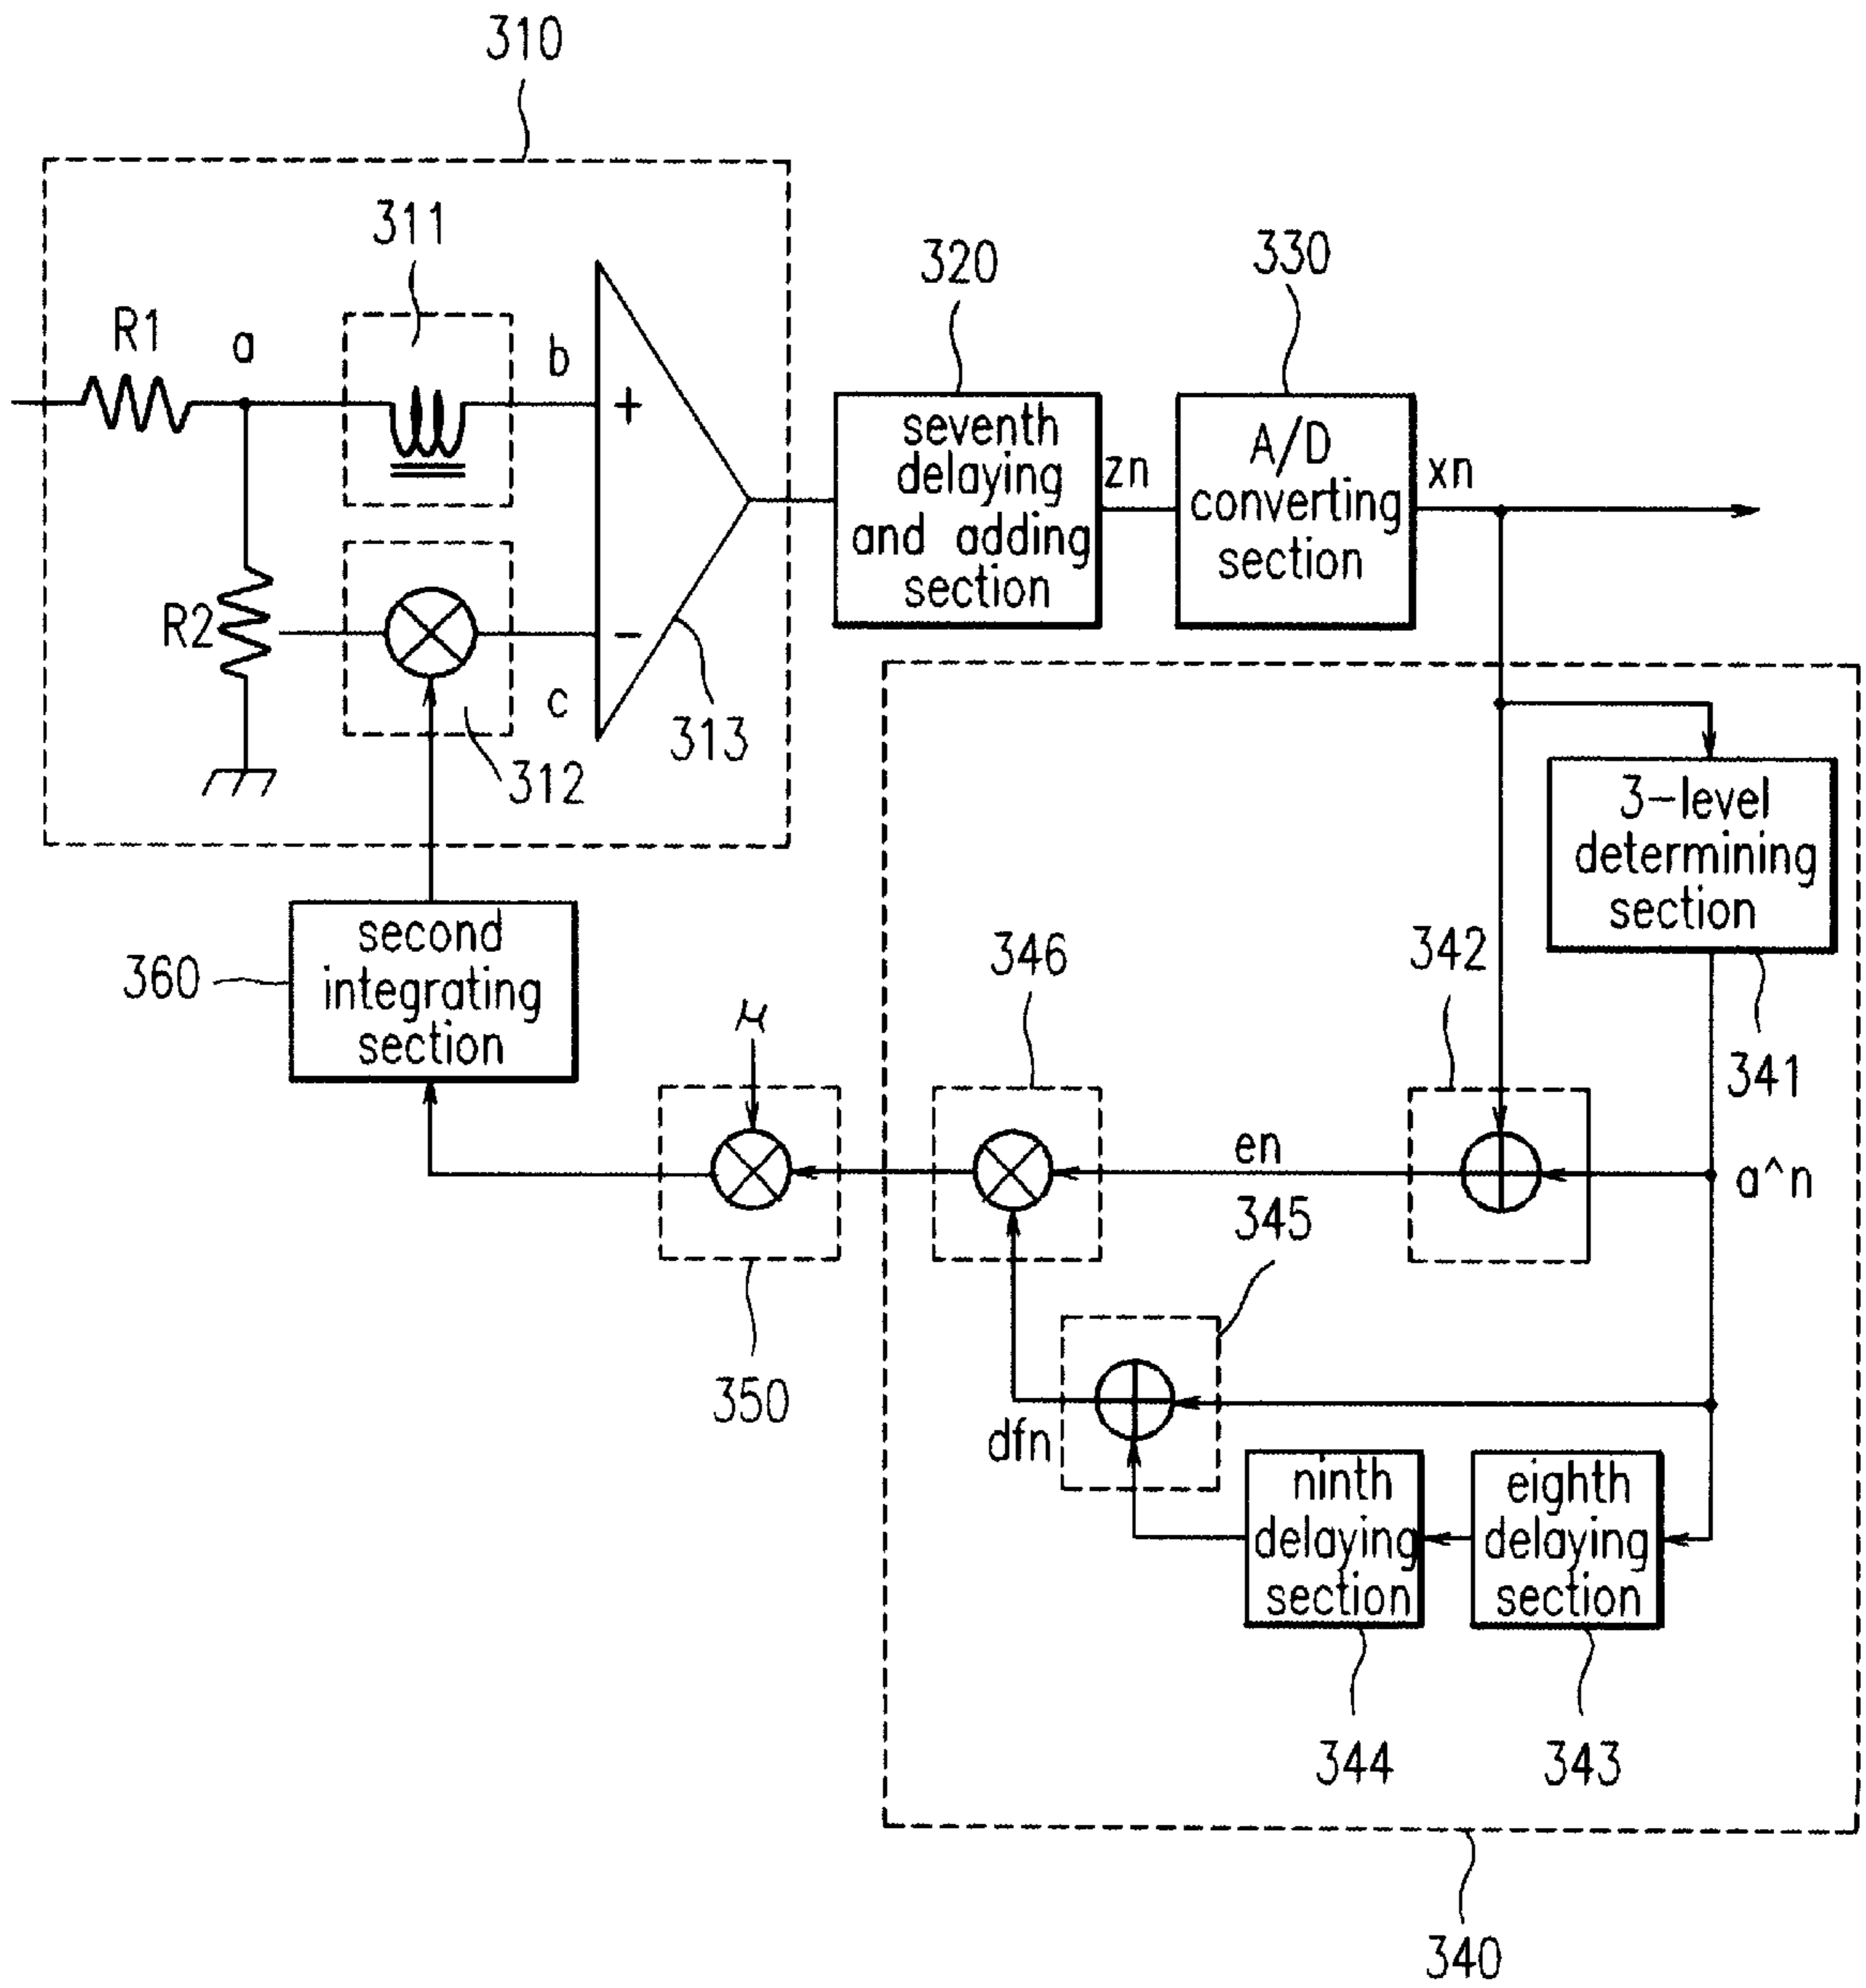 310
311
R1
a
b
+
320
330
seventh
delaying
and adding
section
zn
A/D
converting
section
xn
R2
−
c
312
313
3-level
determining
section
341
second
integrating
section
360
346
342
μ
en
a^n
345
350
dfn
ninth
delaying
section
eighth
delaying
section
344
343
340